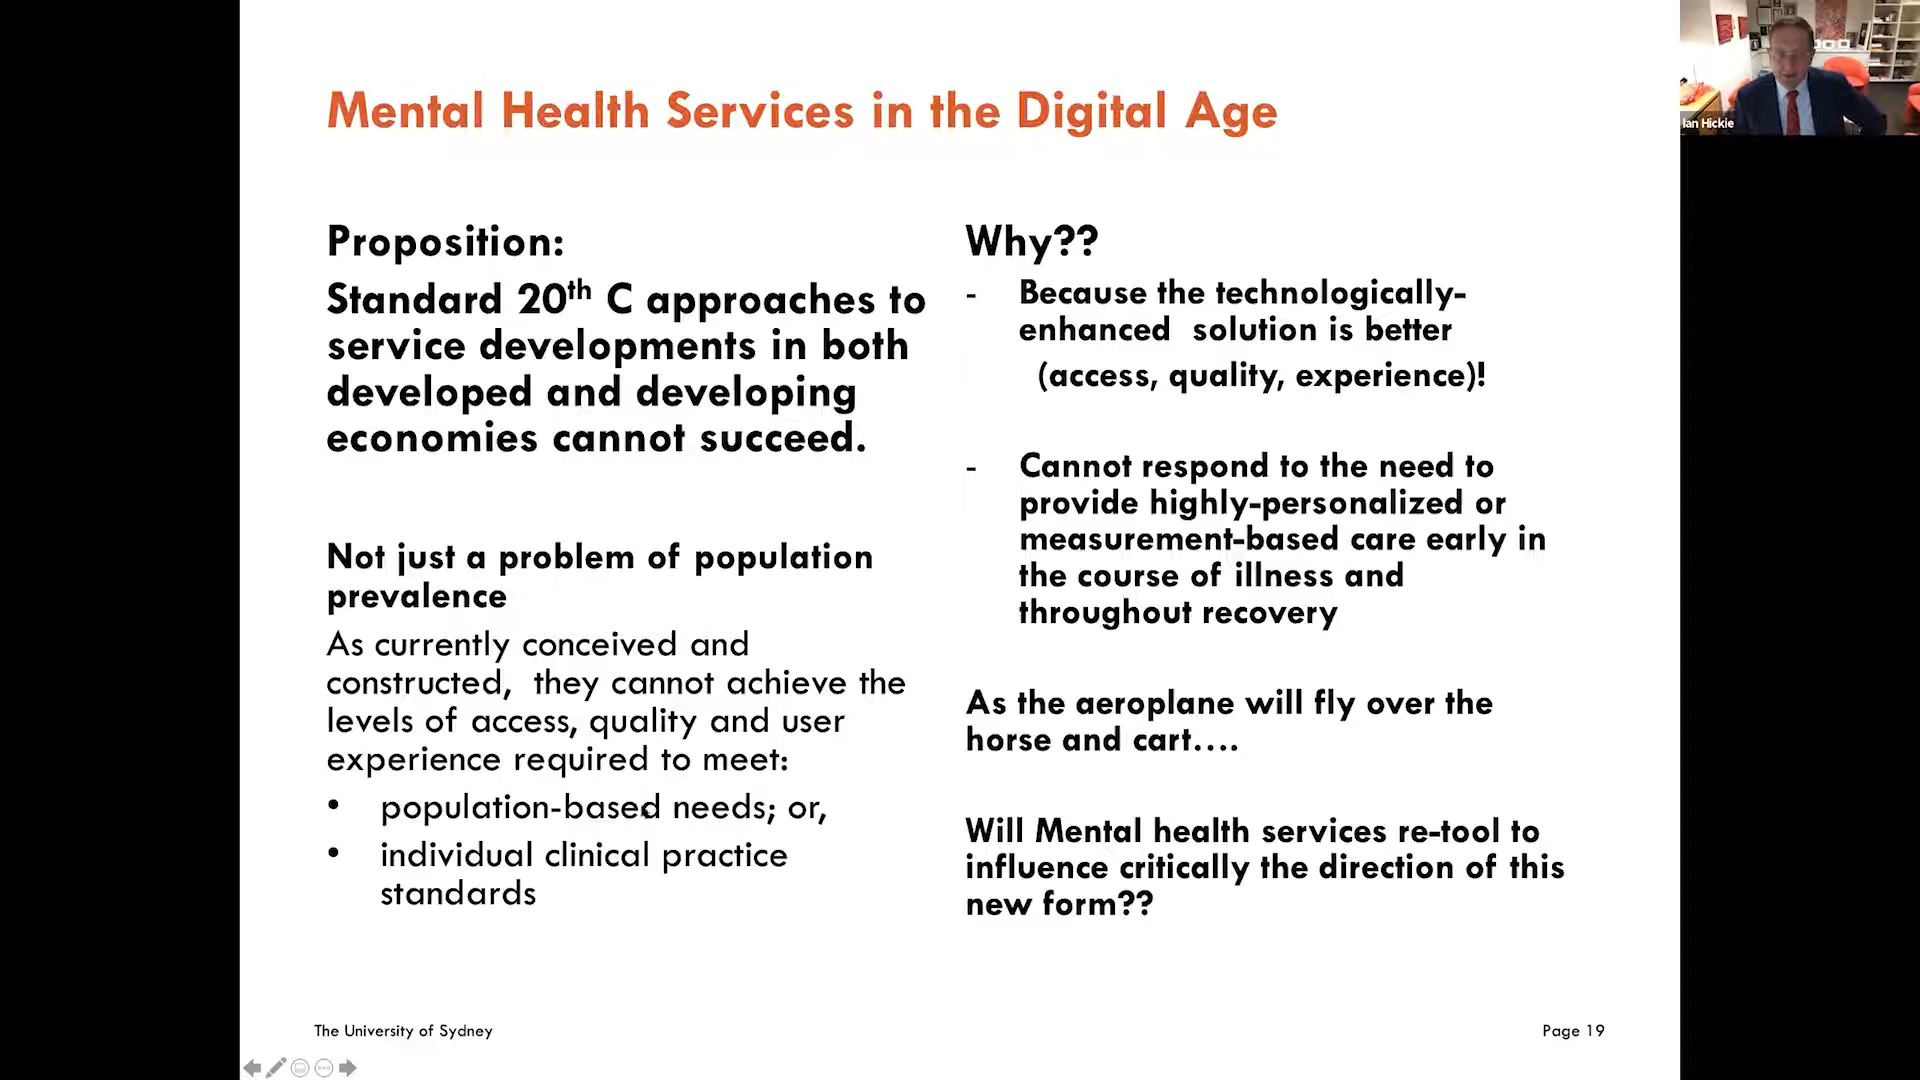 Mental Health Services in the Digital Age
Ian Hickie
Proposition:
Standard 20th C approaches to
service developments in both
developed and developing
economies cannot succeed.
Not just a problem of population
prevalence
As currently conceived and
constructed, they cannot achieve the
levels of access, quality and user
experience required to meet:
• population-based needs; or,
• individual clinical practice
standards
Why??
- Because the technologically-
enhanced solution is better
(access, quality, experience)!
- Cannot respond to the need to
provide highly-personalized or
measurement-based care early in
the course of illness and
throughout recovery
As the aeroplane will fly over the
horse and cart....
Will Mental health services re-tool to
influence critically the direction of this
new form??
The University of Sydney
Page 19